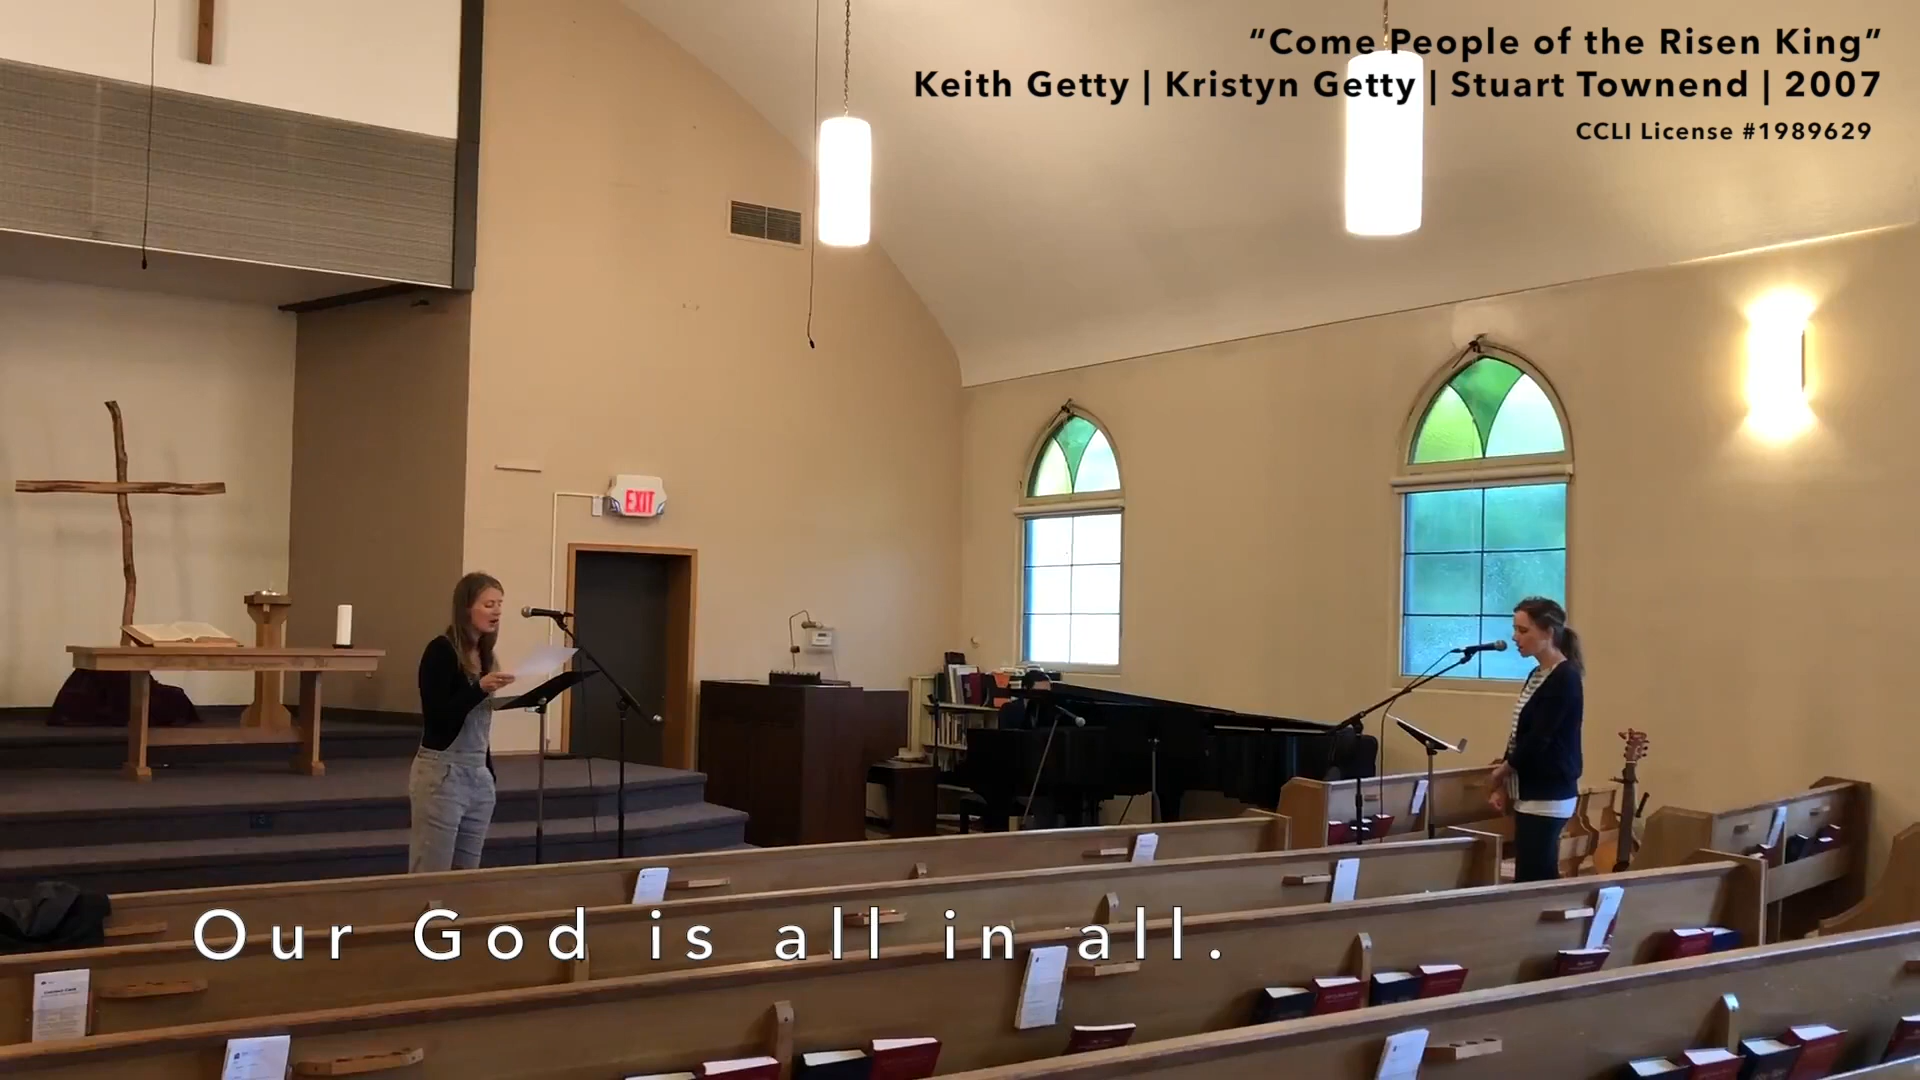 “Come People of the Risen King”
Keith Getty | Kristyn Getty | Stuart Townend | 2007
CCLI License #1989629
EXIT
Our God is all in all.